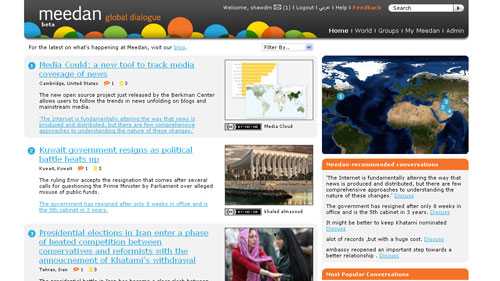 Welcome, shawdm (1) | Logout | عربي | Help | Feedback
Search
meedan global dialogue
beta
Home | World | Groups | My Meedan | Admin
For the latest on what's happening at Meedan, visit our blog.
Filter By..
1 Media Could: a new tool to track media
coverage of news
Cambridge, United States 1 3
The new open source project just released by the Berkman Center
allows users to follow the trends in news unfolding on blogs and
mainstream media.
'The Internet is fundamentally altering the way that news
is produced and distributed, but there are few comprehensive
approaches to understanding the nature of these changes.'
Media Cloud
2 Kuwait government resigns as political
battle heats up
Kuwait, Kuwait 1 3
The ruling Emir accepts the resignation that comes after several
calls for questioning the Prime Minister by Parliament over alleged
misuse of public funds.
The government has resigned after only 8 weeks in office and is
the 5th cabinet in 3 years.
khaled almasoud
3 Presidential elections in Iran enter a phase
of heated competition between
conservatives and reformists with the
annoucnement of Khatami's withdrawal
Tehran, Iran 1 3
1
2
3
Meedan-recommended conversations
'The Internet is fundamentally altering the way that
news is produced and distributed, but there are few
comprehensive approaches to understanding the
nature of these changes.' Discuss
The government has resigned after only 8 weeks in
office and is the 5th cabinet in 3 years. Discuss
It might be better to keep Khatami nominated
Discuss
alot of records ,but with a huge cost. Discuss
embassy reopened an important step towards a
better relationship . Discuss
Most Popular Conversations